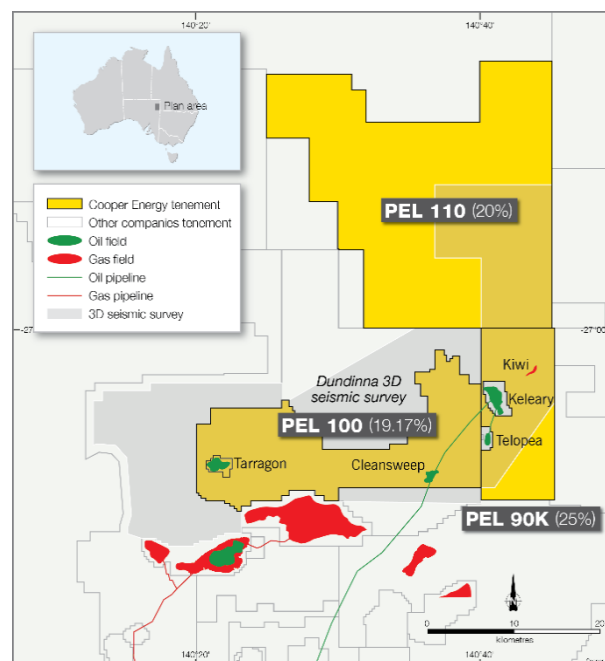 140°20'
140°40'
Plan area
Cooper Energy tenement
Other companies tenement
Oil field
Gas field
Oil pipeline
Gas pipeline
3D seismic survey
PEL 110 (20%)
-27°00'
27°00'
Kiwi
Dundinna 3D
seismic survey
Keleary
PEL 100 (19.17%)
Telopea
Tarragon
Cleansweep
PEL 90K (25%)
N
0 10 20
kilometres
140°20'
140°40'